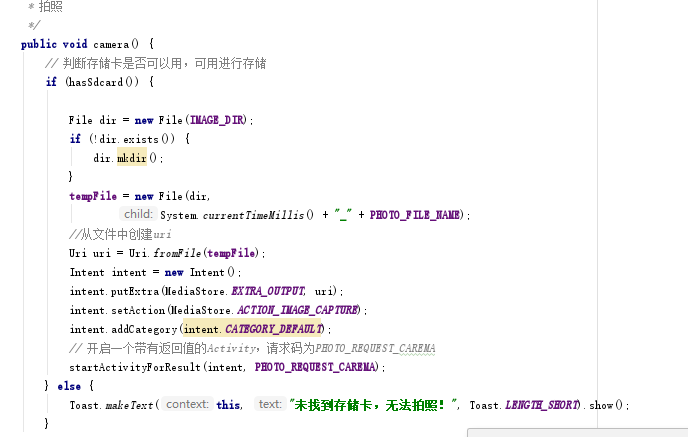 * 拍照
*/
public void camera() {
// 判断存储卡是否可以用，可用进行存储
if (hasSdcard()) {
File dir = new File(IMAGE_DIR);
if (!dir.exists()) {
dir.mkdir();
}
tempFile = new File(dir,
child: System.currentTimeMillis() + "_" + PHOTO_FILE_NAME);
//从文件中创建uri
Uri uri = Uri.fromFile(tempFile);
Intent intent = new Intent();
intent.putExtra(MediaStore.EXTRA_OUTPUT, uri);
intent.setAction(MediaStore.ACTION_IMAGE_CAPTURE);
intent.addCategory(intent.CATEGORY_DEFAULT);
// 开启一个带有返回值的Activity，请求码为PHOTO_REQUEST_CAREMA
startActivityForResult(intent, PHOTO_REQUEST_CAREMA);
} else {
Toast.makeText( context: this, text: "未找到存储卡，无法拍照！", Toast.LENGTH_SHORT).show();
}